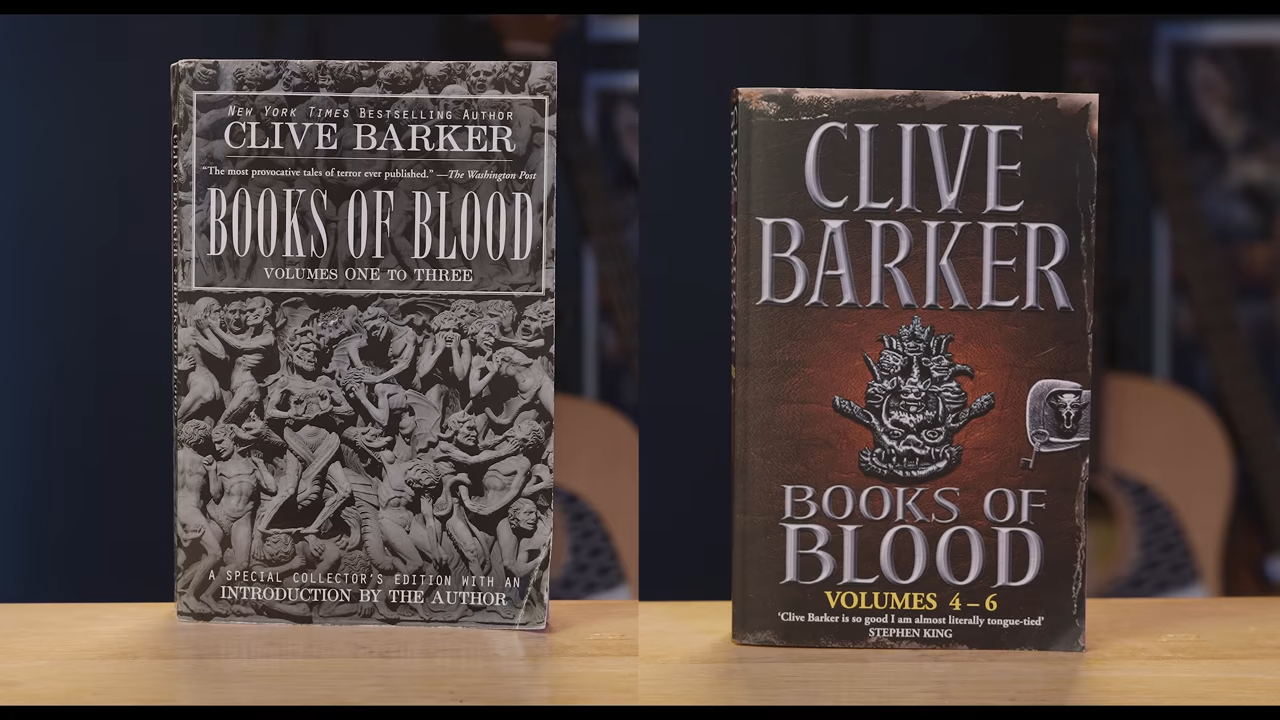 New York Times Bestselling Author
CLIVE BARKER
"The most provocative tales of terror ever published." —The Washington Post
BOOKS OF BLOOD
VOLUMES ONE TO THREE
A SPECIAL COLLECTOR'S EDITION WITH AN
INTRODUCTION BY THE AUTHOR
CLIVE
BARKER
BOOKS OF
BLOOD
VOLUMES 4 – 6
'Clive Barker is so good I am almost literally tongue-tied'
STEPHEN KING